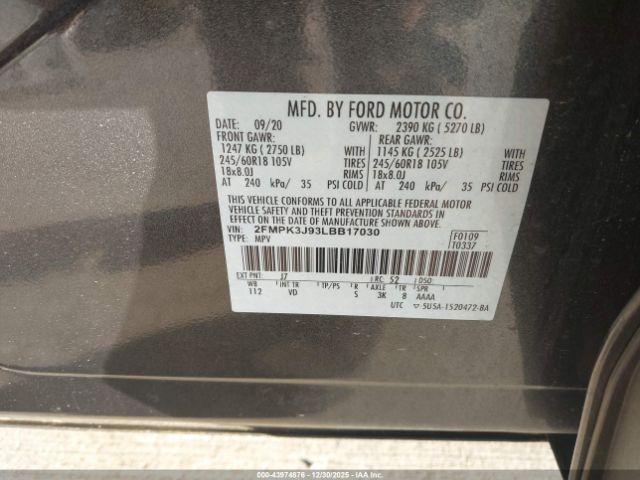 MFD. BY FORD MOTOR CO.
DATE: 09/20 GVWR: 2390 KG ( 5270 LB)
FRONT GAWR: REAR GAWR:
1247 KG ( 2750 LB) WITH 1145 KG ( 2525 LB) WITH
245/60R18 105V TIRES 245/60R18 105V TIRES
18x8.0J RIMS 18x8.0J RIMS
AT 240 kPa/ 35 PSI COLD AT 240 kPa/ 35 PSI COLD
THIS VEHICLE CONFORMS TO ALL APPLICABLE FEDERAL MOTOR
VEHICLE SAFETY AND THEFT PREVENTION STANDARDS IN
EFFECT ON THE DATE OF MANUFACTURE SHOWN ABOVE.
VIN: 2FMPK3J93LBB17030 F0109
TYPE: MPV T0337
EXT PNT: J7 RC: 52 DSO:
WB INT TR TP/PS R AXLE TR SPR
112 VD S 3K 8 AAAA
UTC ▽ 5USA-1520472-BA
000-43974876 - 12/30/2025 - IAAI.COM